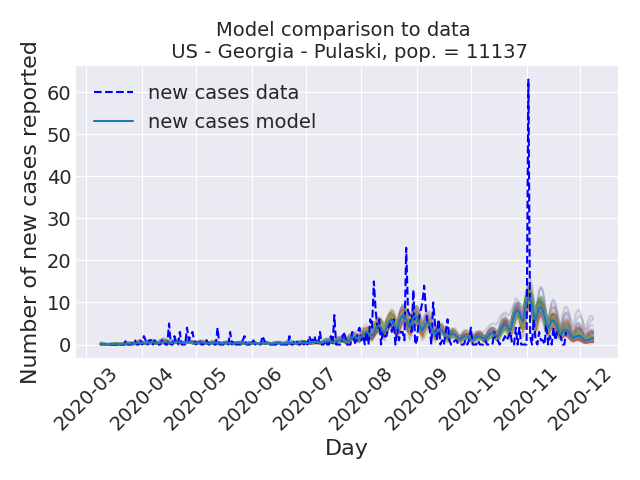 Model comparison to data
US - Georgia - Pulaski, pop. = 11137
Number of new cases reported
new cases data
new cases model
60
50
40
30
20
10
0
2020-03
2020-04
2020-05
2020-06
2020-07
2020-08
2020-09
2020-10
2020-11
2020-12
Day